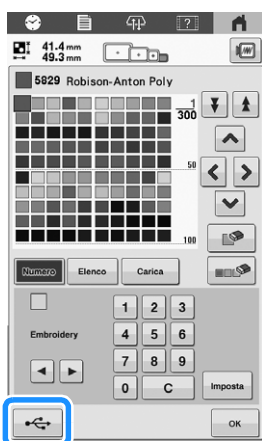 ?
41.4 mm
49.3 mm
5829 Robison-Anton Poly
1
300
50
100
Numero Elenco Carica
1 2 3
Embroidery 4 5 6
7 8 9
0 C Imposta
OK